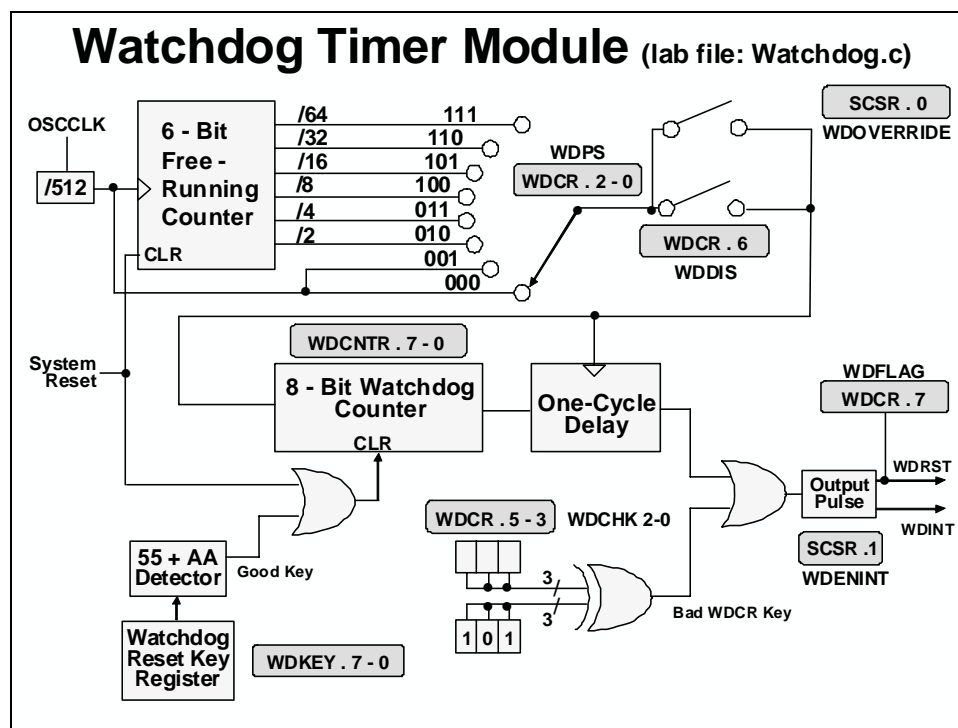 Watchdog Timer Module (lab file: Watchdog.c)
OSCCLK
/512
6 - Bit
Free -
Running
Counter
CLR
/64
111
/32
110
/16
101
/8
100
/4
011
/2
010
001
000
WDPS
WDCR . 2 - 0
SCSR . 0
WDOVERRIDE
WDCR . 6
WDDIS
System
Reset
WDCNTR . 7 - 0
8 - Bit Watchdog
Counter
CLR
One-Cycle
Delay
WDFLAG
WDCR . 7
Output
Pulse
WDRST
WDINT
SCSR .1
WDENINT
WDCR . 5 - 3
WDCHK 2-0
3
3
1 0 1
Bad WDCR Key
55 + AA
Detector
Good Key
Watchdog
Reset Key
Register
WDKEY . 7 - 0